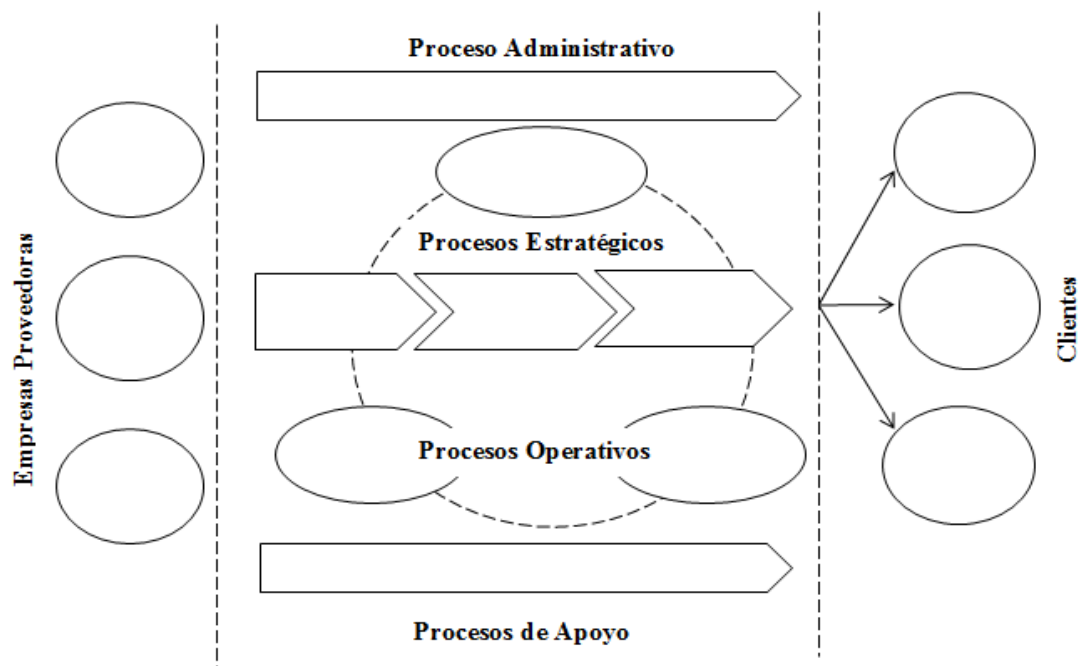 Proceso Administrativo
Empresas Proveedoras
Procesos Estratégicos
Clientes
Procesos Operativos
Procesos de Apoyo